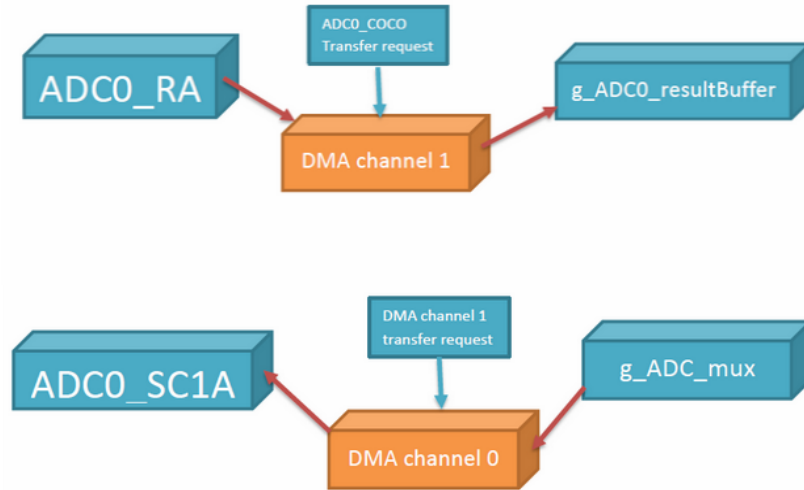 ADC0_COCO
Transfer request
ADC0_RA
g_ADC0_resultBuffer
DMA channel 1
DMA channel 1
transfer request
ADC0_SC1A
g_ADC_mux
DMA channel 0